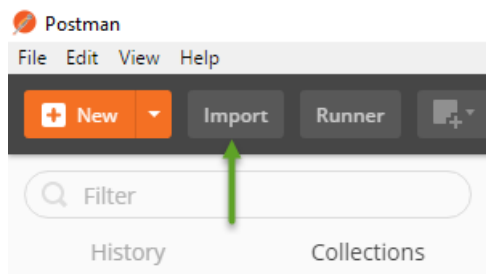 Postman
File Edit View Help
New Import Runner
Filter
History Collections